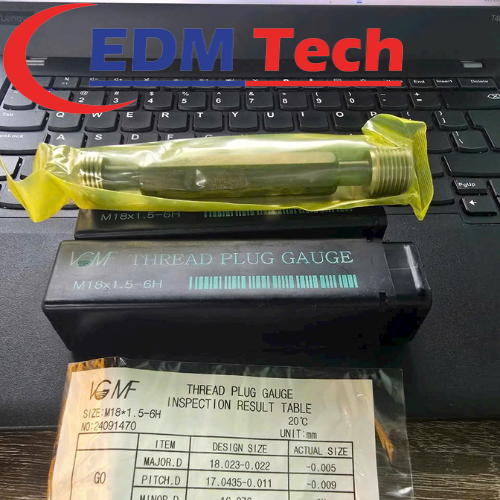 EDM Tech
M18x1.5-6H
VGMF THREAD PLUG GAUGE
M18x1.5-6H
VGMF THREAD PLUG GAUGE
INSPECTION RESULT TABLE
SIZE:M18*1.5-6H 20℃
NO:24091470 UNIT:mm
ITEM DESIGN SIZE ACTUAL SIZE
GO MAJOR.D 18.023-0.022 -0.005
PITCH.D 17.0435-0.011 -0.009
MINOR.D